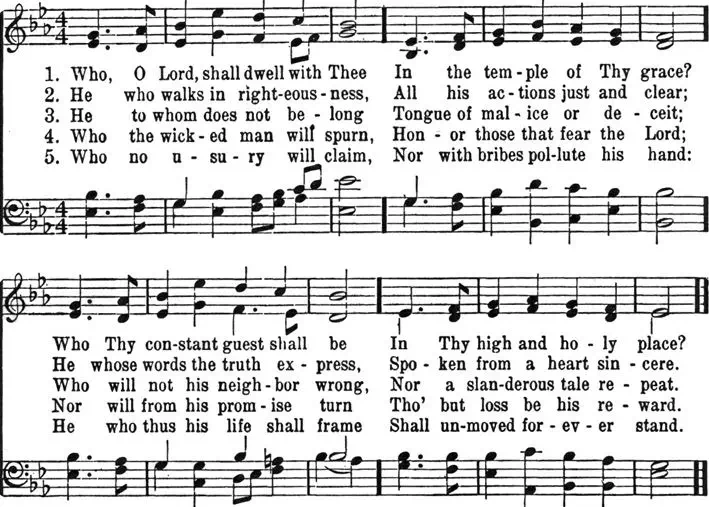 1. Who, O Lord, shall dwell with Thee In the tem-ple of Thy grace?
2. He who walks in right-eous-ness, All his ac-tions just and clear;
3. He to whom does not be-long Tongue of mal-ice or de-ceit;
4. Who the wick-ed man will spurn, Hon-or those that fear the Lord;
5. Who no u-su-ry will claim, Nor with bribes pol-lute his hand:
Who Thy con-stant guest shall be In Thy high and ho-ly place?
He whose words the truth ex-press, Spo-ken from a heart sin-cere.
Who will not his neigh-bor wrong, Nor a slan-derous tale re-peat.
Nor will from his prom-ise turn Tho' but loss be his re-ward.
He who thus his life shall frame Shall un-moved for-ev-er stand.